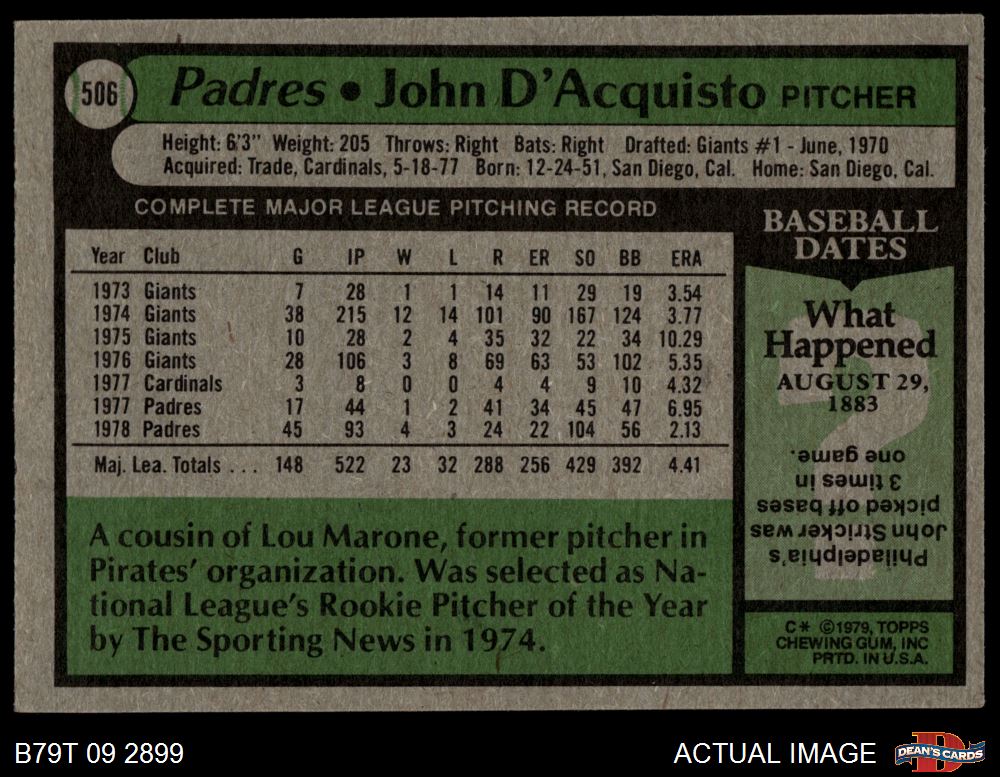 506
Padres • John D'Acquisto PITCHER
Height: 6'3" Weight: 205 Throws: Right Bats: Right Drafted: Giants #1 - June, 1970
Acquired: Trade, Cardinals, 5-18-77 Born: 12-24-51, San Diego, Cal. Home: San Diego, Cal.
COMPLETE MAJOR LEAGUE PITCHING RECORD
Year Club G IP W L R ER SO BB ERA
1973 Giants 7 28 1 1 14 11 29 19 3.54
1974 Giants 38 215 12 14 101 90 167 124 3.77
1975 Giants 10 28 2 4 35 32 22 34 10.29
1976 Giants 28 106 3 8 69 63 53 102 5.35
1977 Cardinals 3 8 0 0 4 4 9 10 4.32
1977 Padres 17 44 1 2 41 34 45 47 6.95
1978 Padres 45 93 4 3 24 22 104 56 2.13
Maj. Lea. Totals . . . 148 522 23 32 288 256 429 392 4.41
A cousin of Lou Marone, former pitcher in
Pirates' organization. Was selected as Na-
tional League's Rookie Pitcher of the Year
by The Sporting News in 1974.
BASEBALL
DATES
What
Happened
AUGUST 29,
1883
?
Philadelphia's
John Stricker was
picked off bases
3 times in
one game.
C* ©1979, TOPPS
CHEWING GUM, INC
PRTD. IN U.S.A.
B79T 09 2899
ACTUAL IMAGE
D
DEAN'S CARDS